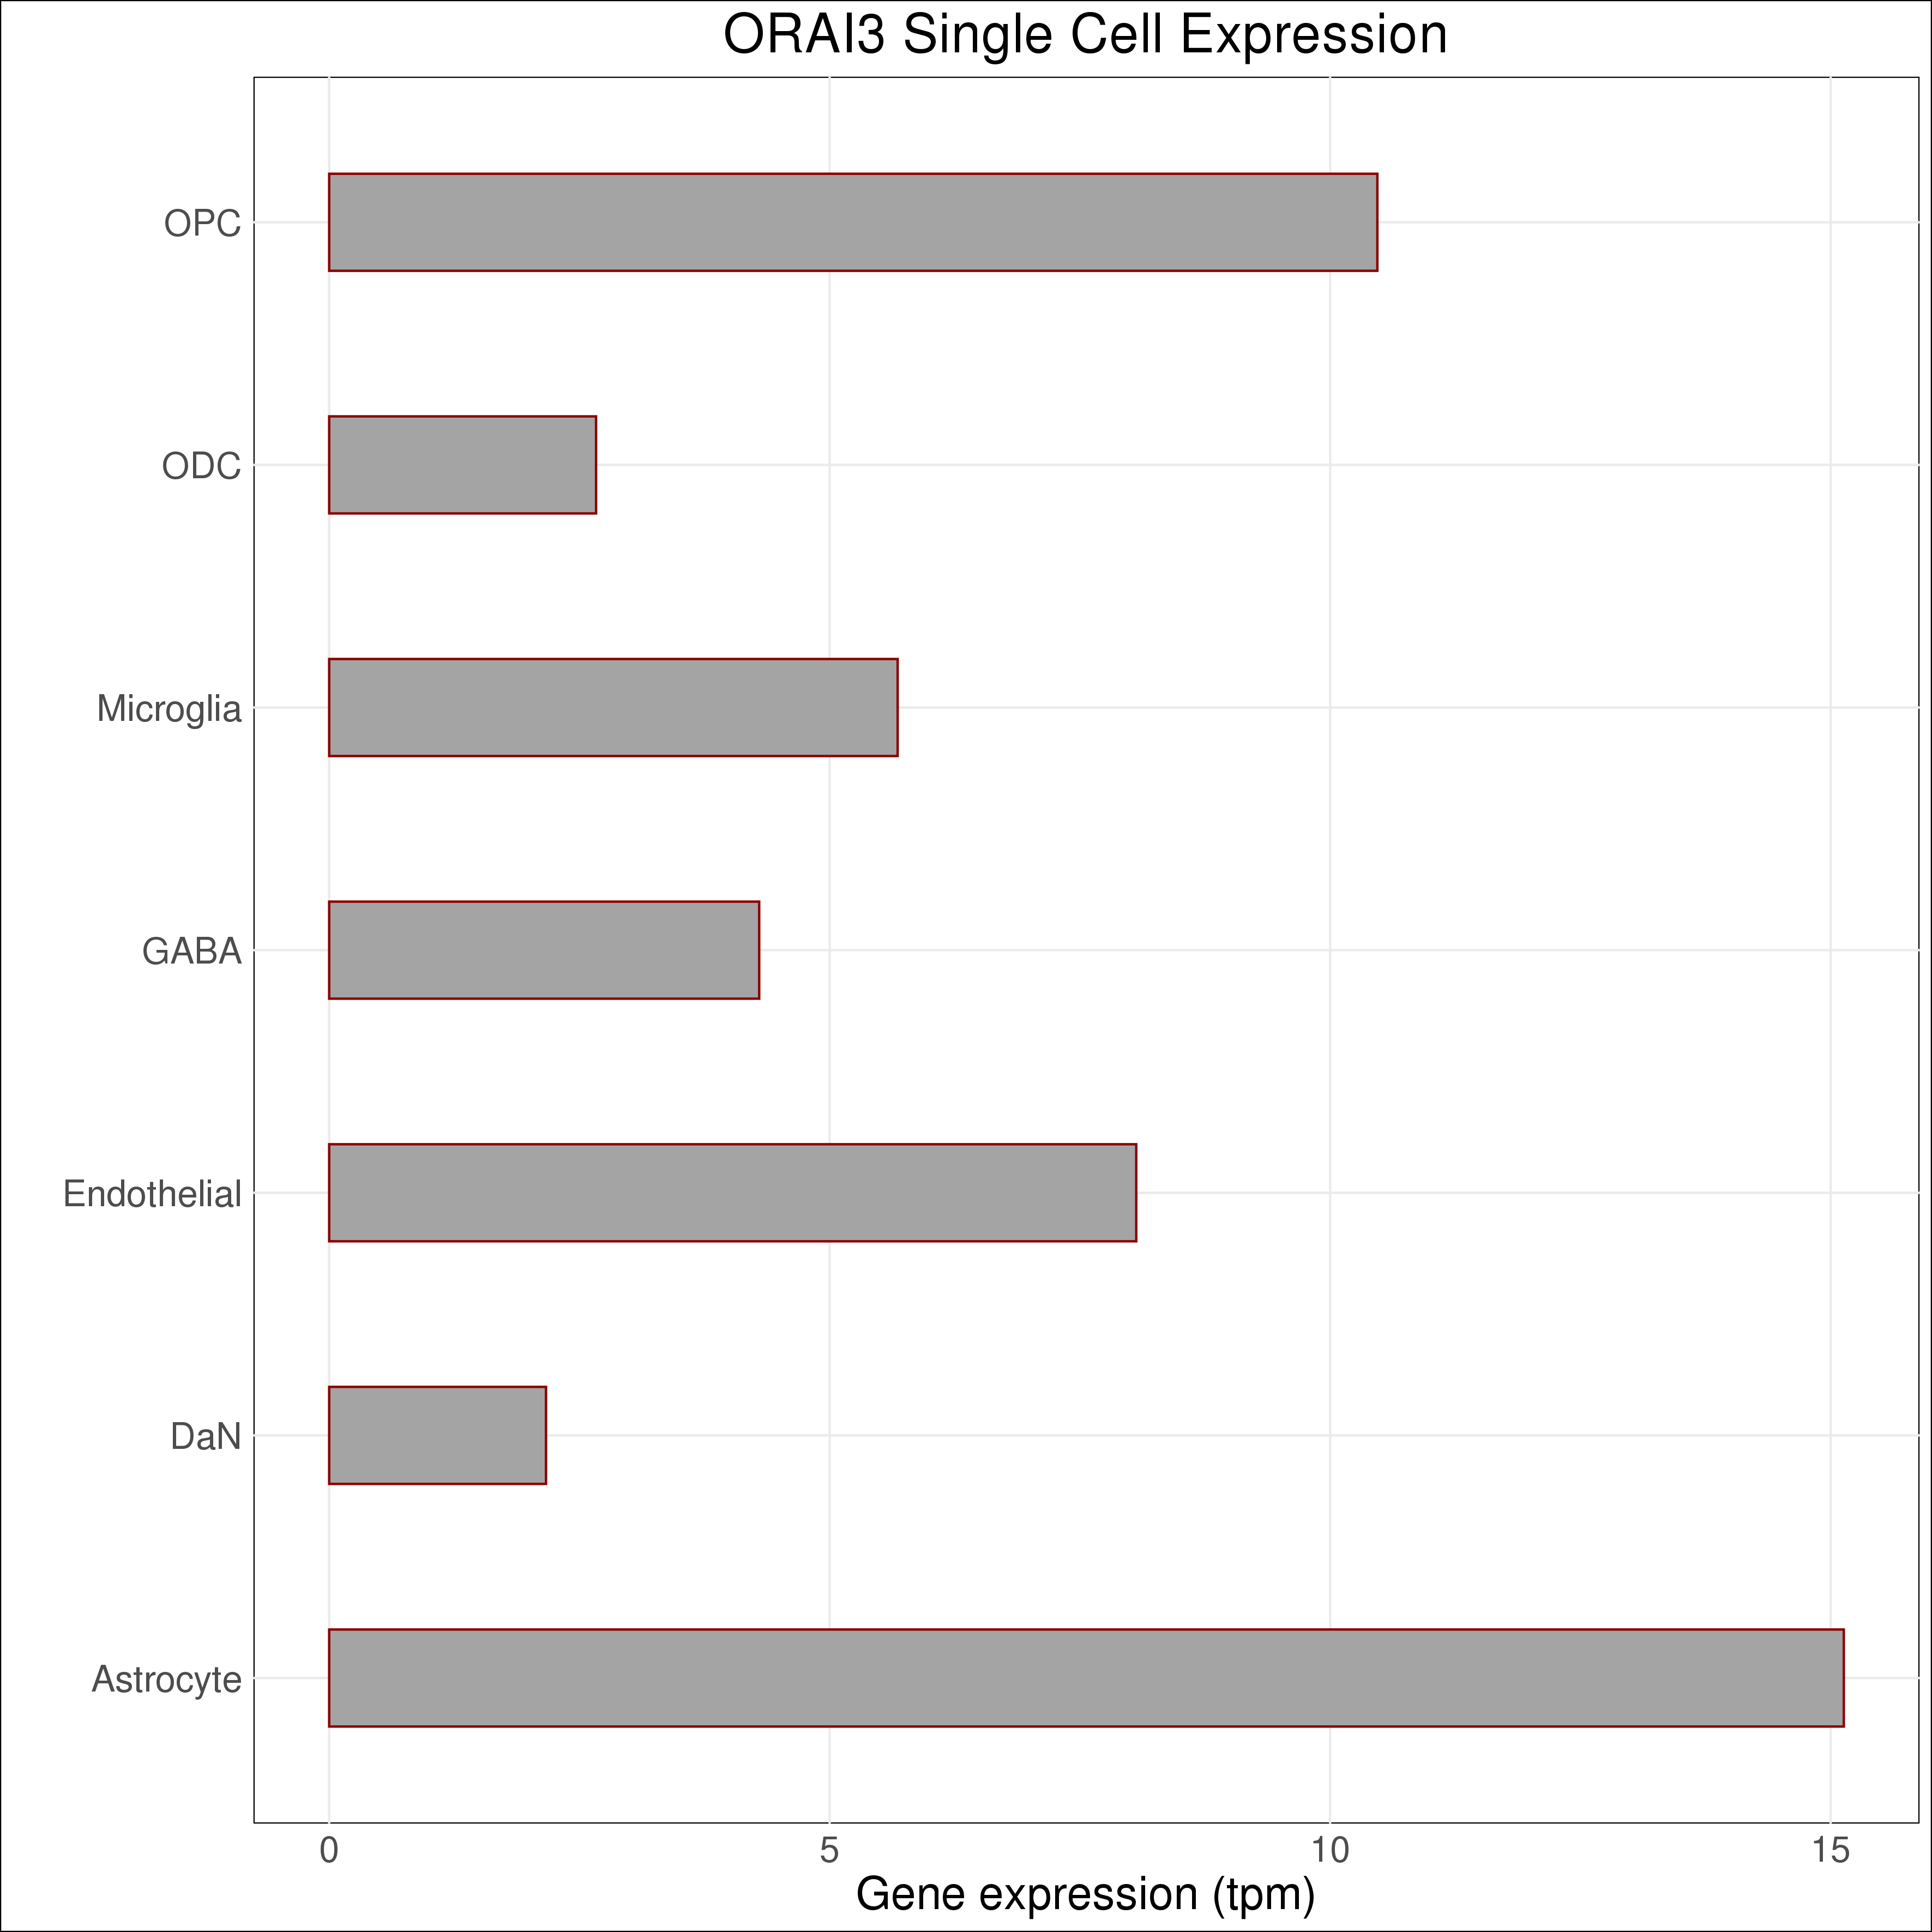 ORAI3 Single Cell Expression
OPC
ODC
Microglia
GABA
Endothelial
DaN
Astrocyte
0 5 10 15
Gene expression (tpm)